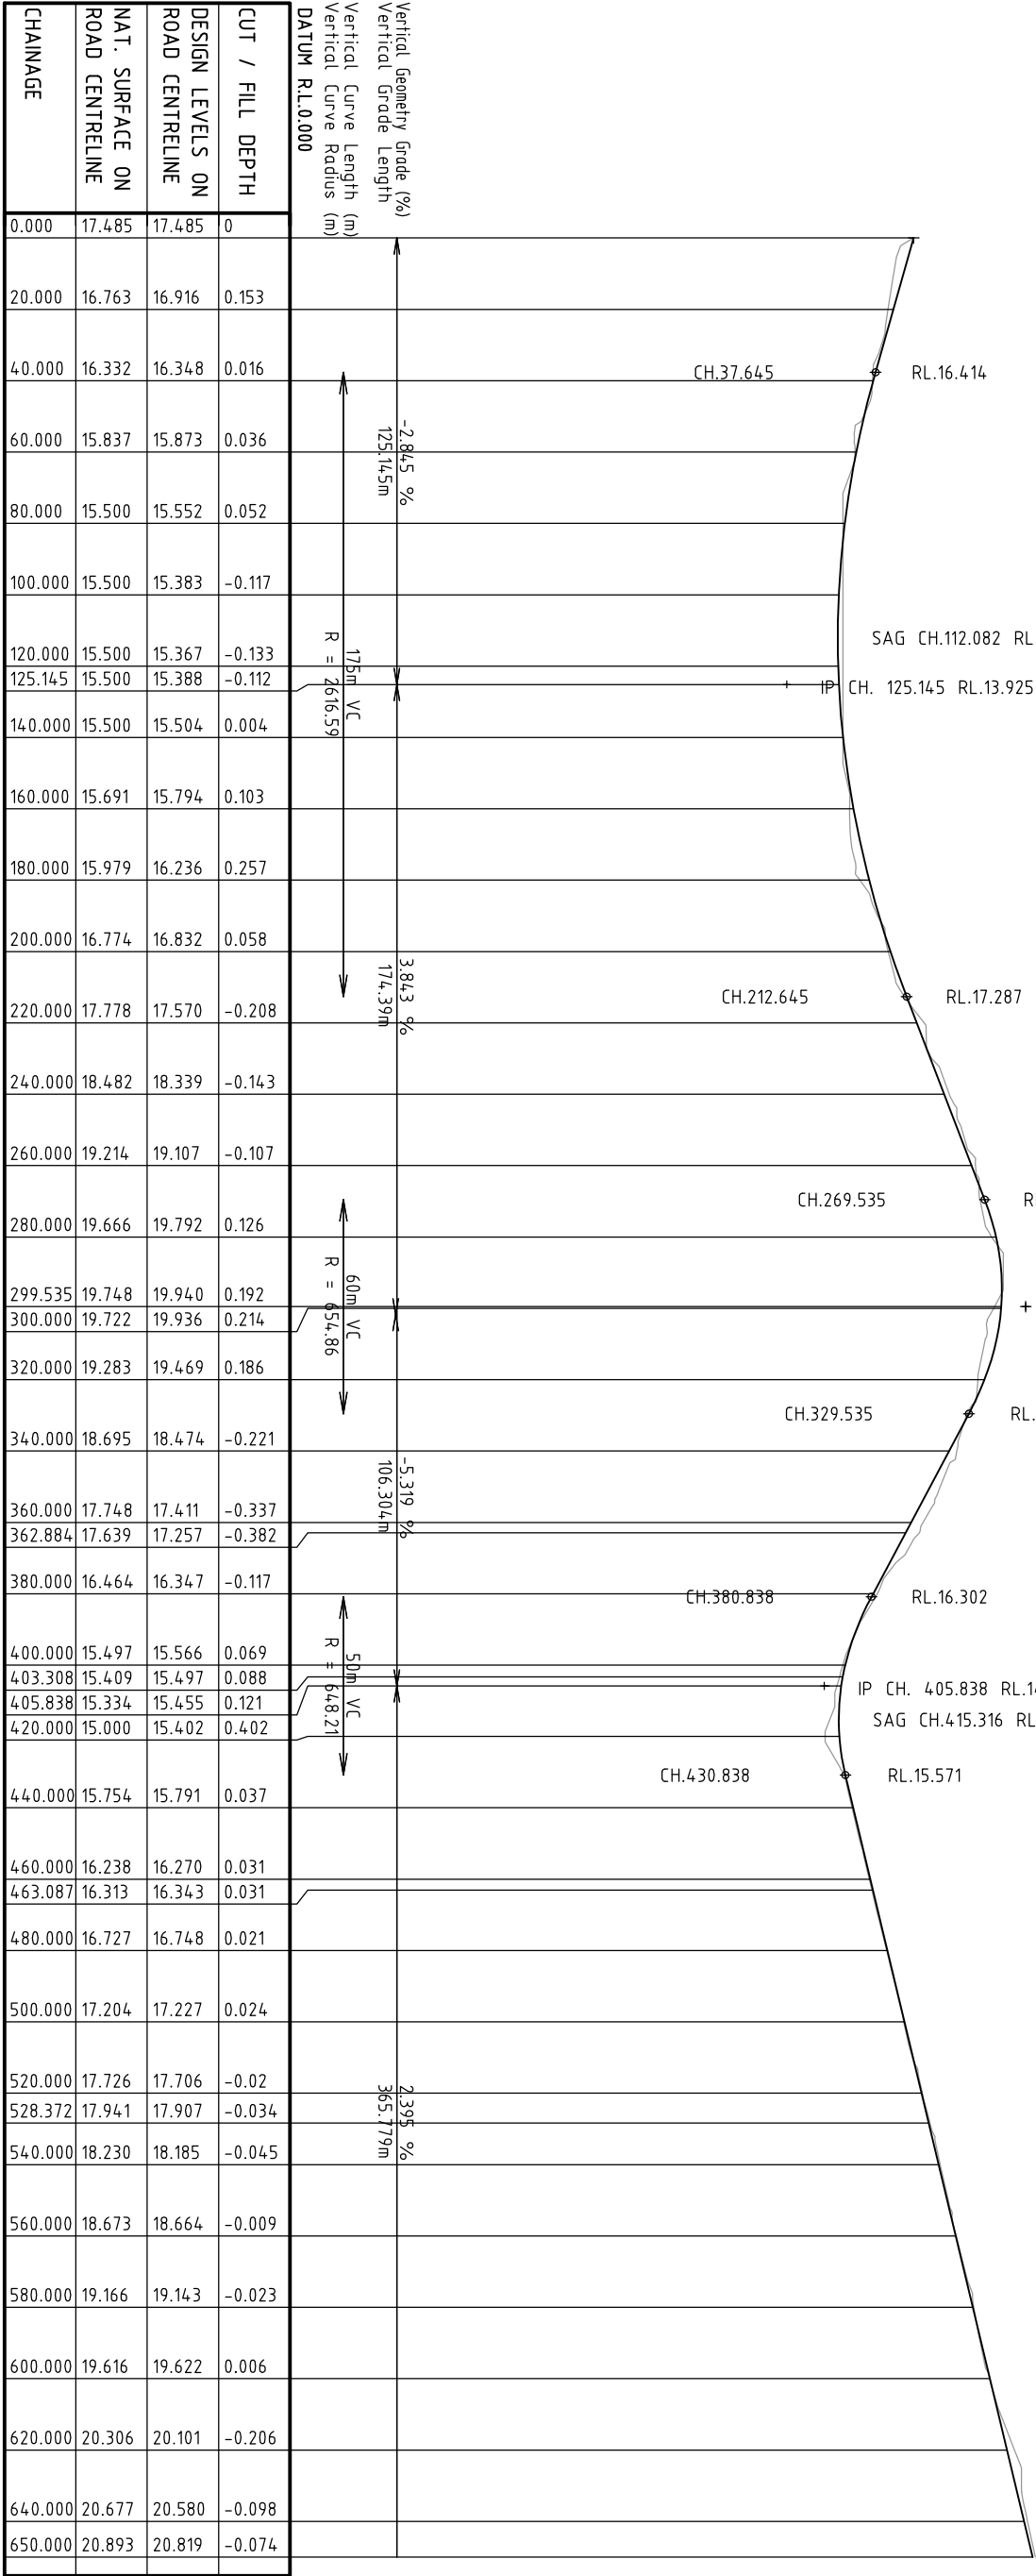 Vertical Geometry Grade (%)
Vertical Grade Length
Vertical Curve Length (m)
Vertical Curve Radius (m)
DATUM R.L.0.000
CUT / FILL DEPTH
DESIGN LEVELS ON
ROAD CENTRELINE
NAT. SURFACE ON
ROAD CENTRELINE
CHAINAGE
0.000 17.485 17.485 0
20.000 16.763 16.916 0.153
40.000 16.332 16.348 0.016
60.000 15.837 15.873 0.036
80.000 15.500 15.552 0.052
100.000 15.500 15.383 -0.117
120.000 15.500 15.367 -0.133
125.145 15.500 15.388 -0.112
140.000 15.500 15.504 0.004
160.000 15.691 15.794 0.103
180.000 15.979 16.236 0.257
200.000 16.774 16.832 0.058
220.000 17.778 17.570 -0.208
240.000 18.482 18.339 -0.143
260.000 19.214 19.107 -0.107
280.000 19.666 19.792 0.126
299.535 19.748 19.940 0.192
300.000 19.722 19.936 0.214
320.000 19.283 19.469 0.186
340.000 18.695 18.474 -0.221
360.000 17.748 17.411 -0.337
362.884 17.639 17.257 -0.382
380.000 16.464 16.347 -0.117
400.000 15.497 15.566 0.069
403.308 15.409 15.497 0.088
405.838 15.334 15.455 0.121
420.000 15.000 15.402 0.402
440.000 15.754 15.791 0.037
460.000 16.238 16.270 0.031
463.087 16.313 16.343 0.031
480.000 16.727 16.748 0.021
500.000 17.204 17.227 0.024
520.000 17.726 17.706 -0.02
528.372 17.941 17.907 -0.034
540.000 18.230 18.185 -0.045
560.000 18.673 18.664 -0.009
580.000 19.166 19.143 -0.023
600.000 19.616 19.622 0.006
620.000 20.306 20.101 -0.206
640.000 20.677 20.580 -0.098
650.000 20.893 20.819 -0.074
-2.845 %
125.145m
175m VC
R = 2616.59
3.843 %
174.39m
60m VC
R = 654.86
-5.319 %
106.304m
50m VC
R = 648.21
2.395 %
365.779m
CH.37.645 RL.16.414
SAG CH.112.082 RL
IP CH. 125.145 RL.13.925
CH.212.645 RL.17.287
CH.269.535 R
CH.329.535 RL.
CH.380.838 RL.16.302
IP CH. 405.838 RL.14
SAG CH.415.316 RL
CH.430.838 RL.15.571